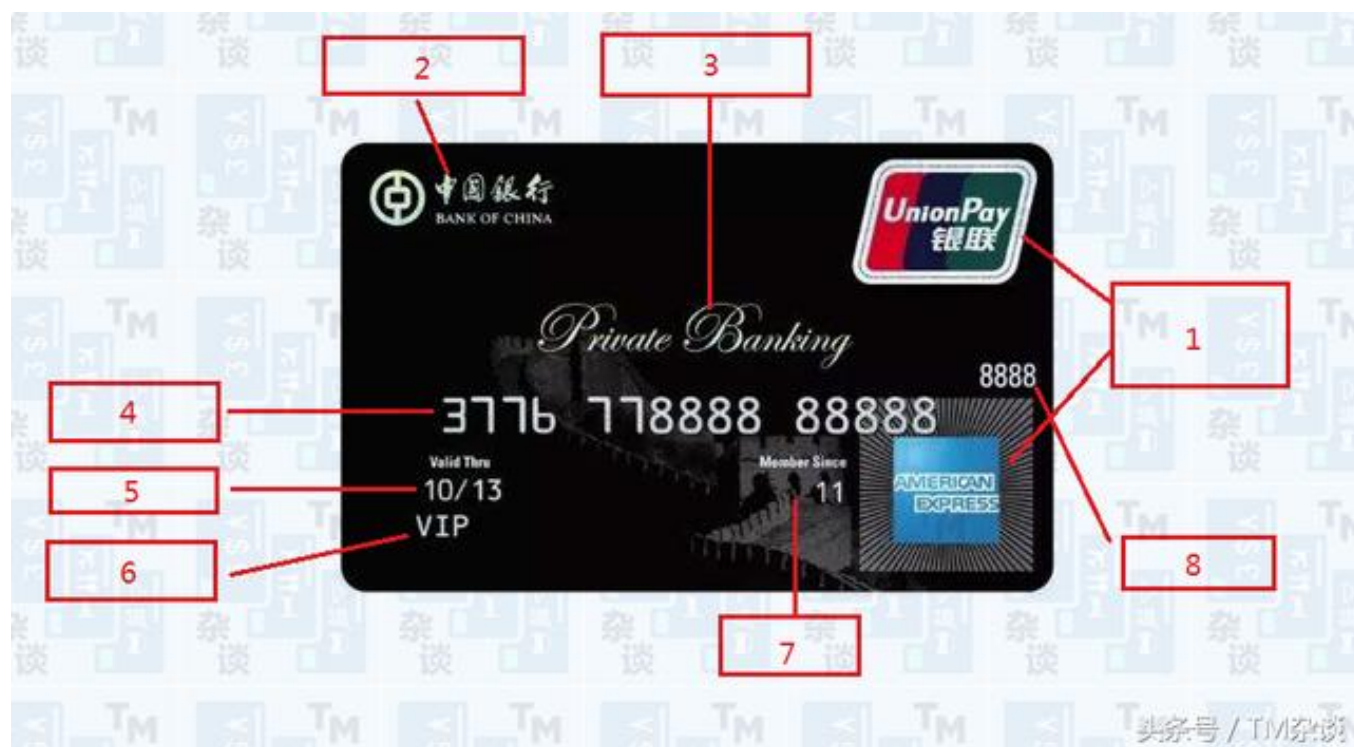 2
3
中国銀行
BANK OF CHINA
UnionPay
银联
1
Private Banking
8888
4
3776 778888 88888
Valid Thru
Member Since
5
10/13
11
AMERICAN
EXPRESS
VIP
6
8
7
头条号 / TM杂谈